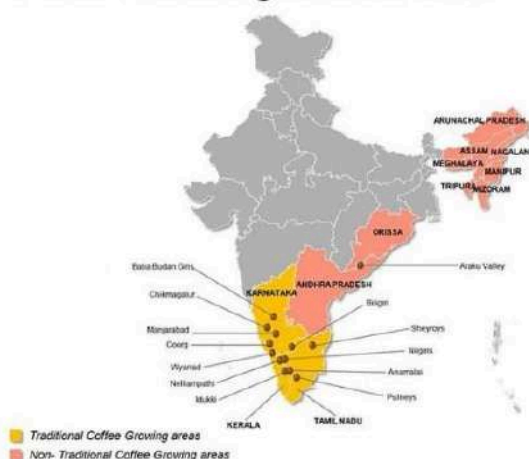 ARUNACHAL PRADESH
ASSAM NAGALAND
MEGHALAYA
MANIPUR
TRIPURA MIZORAM
ORISSA
Araku Valley
ANDHRA PRADESH
KARNATAKA
Baba Budan Giris
Chikmagalur
Manjarabad
Coorg
Wyanad
Nelliampathi
Idukki
Biligiri
Shevroys
Nilgiris
Anamalai
Pulneys
KERALA
TAMIL NADU
Traditional Coffee Growing areas
Non- Traditional Coffee Growing areas